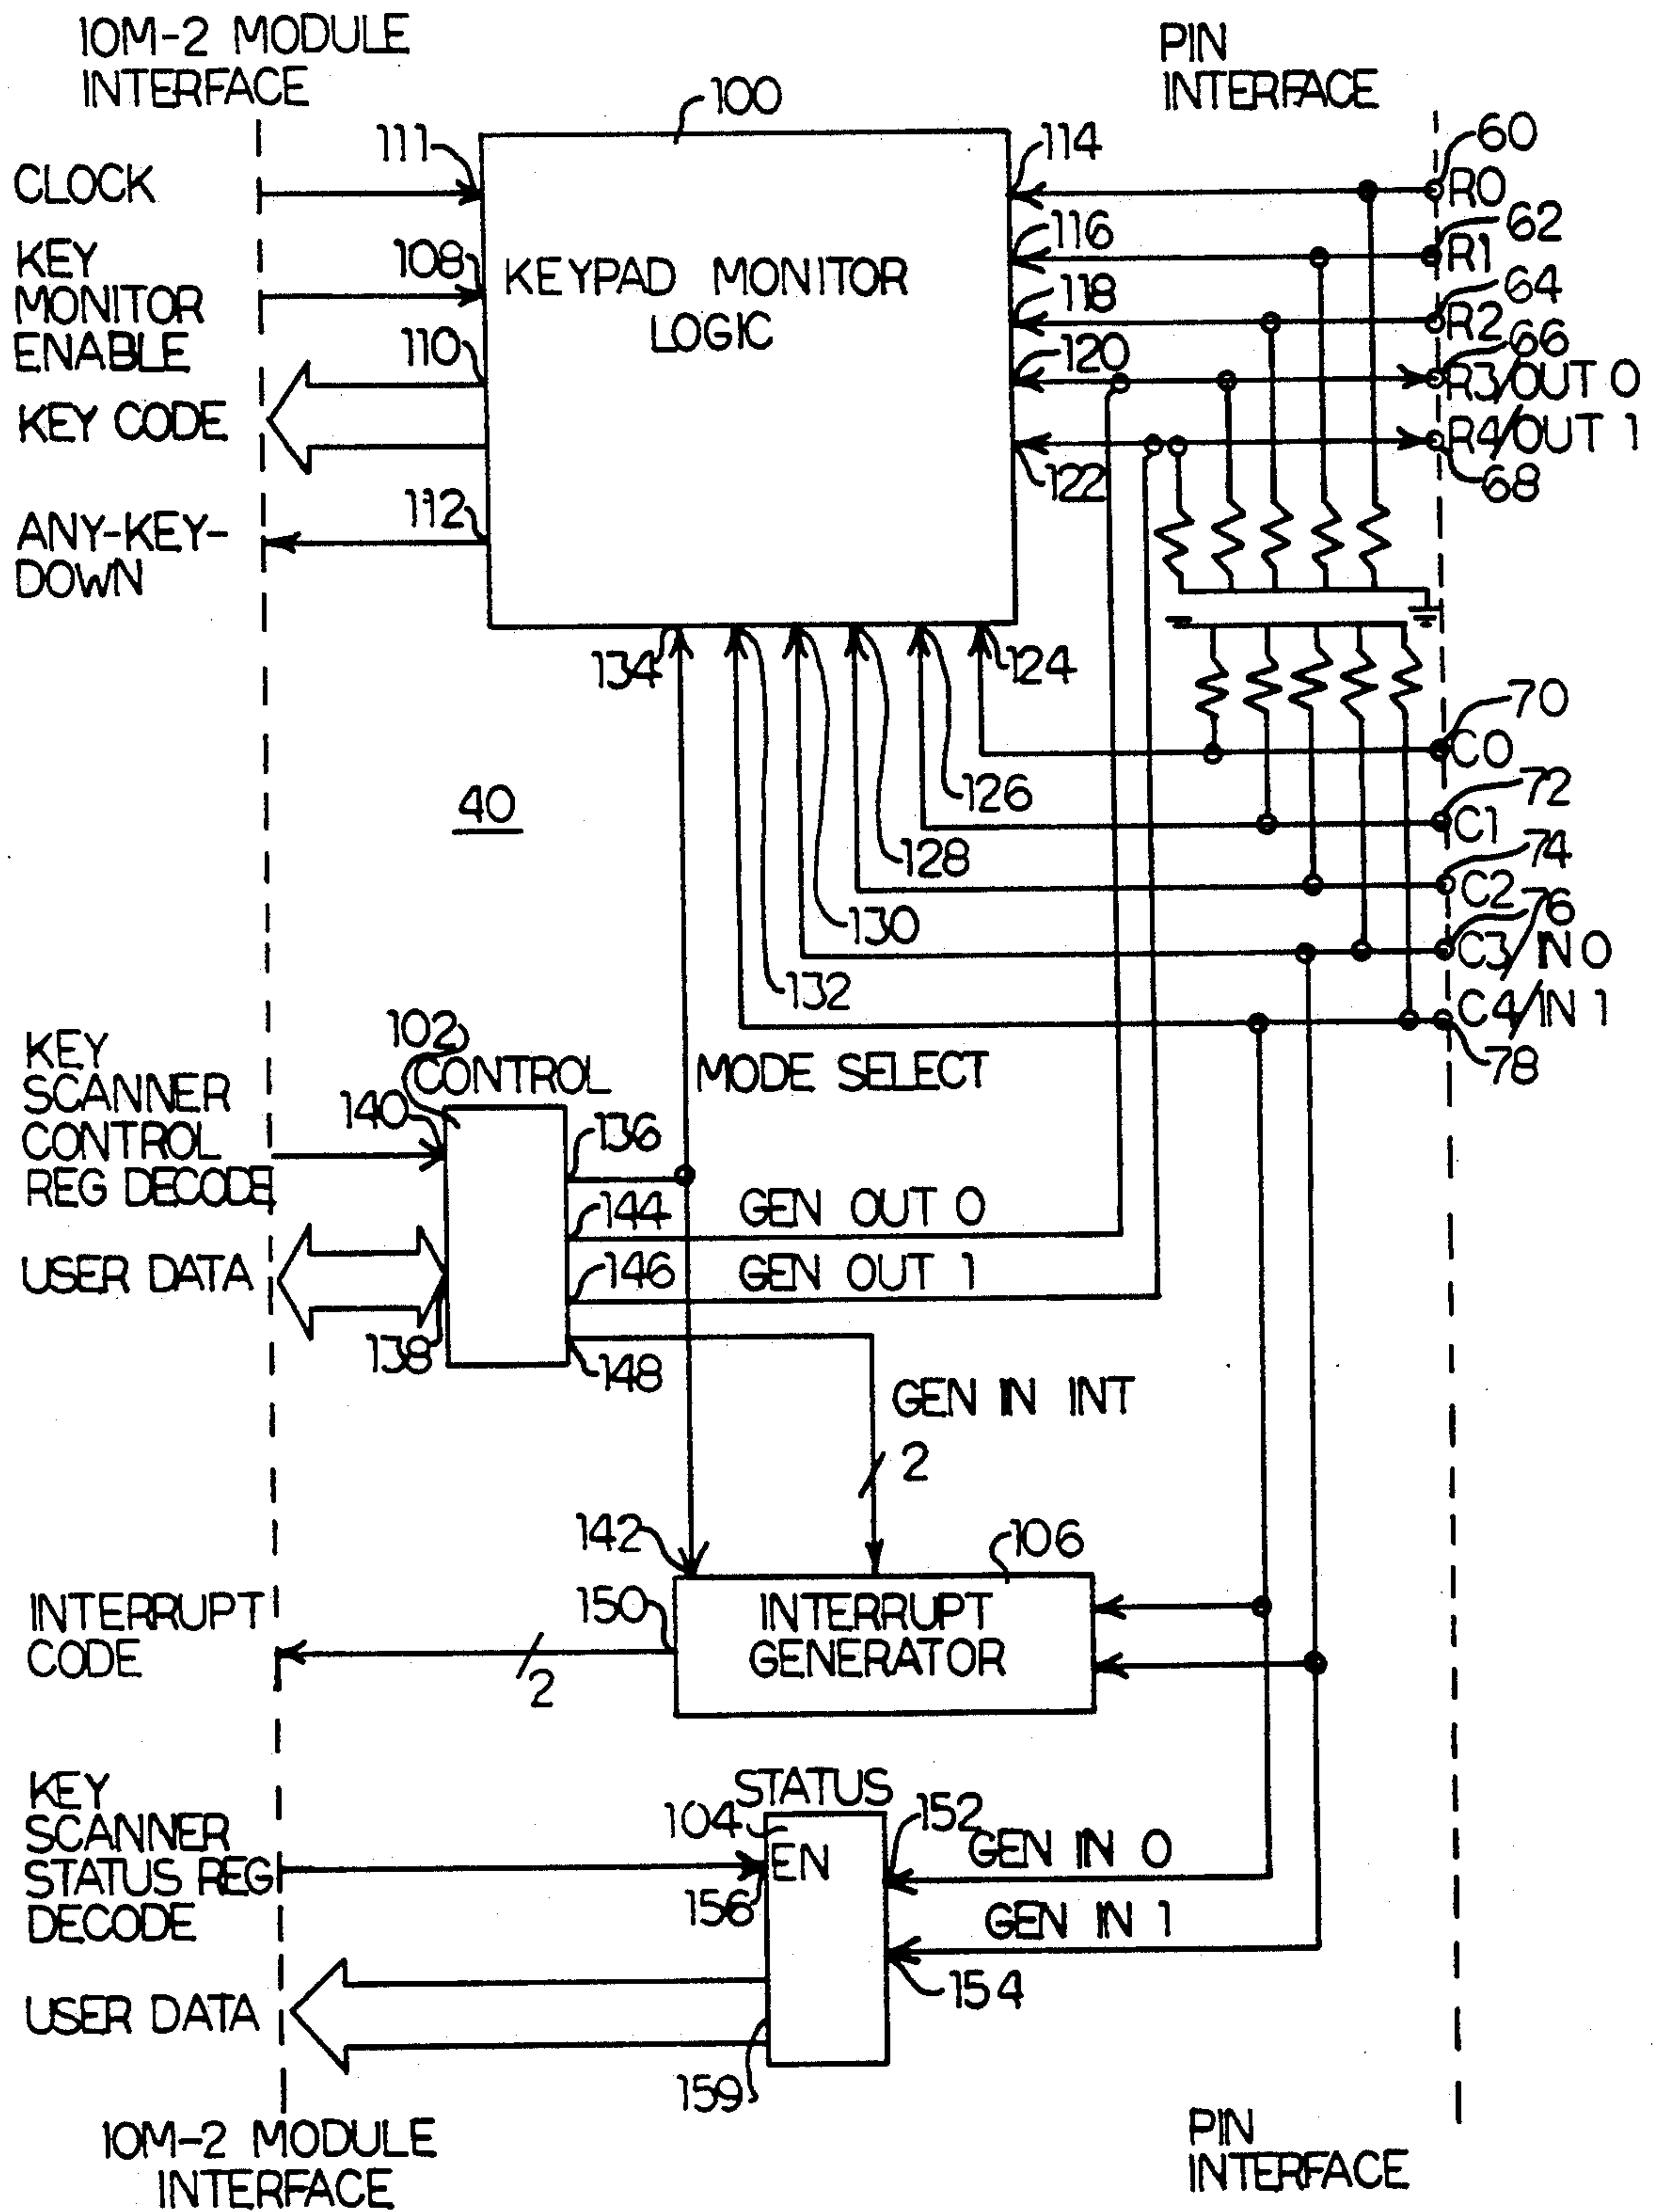 10M-2 MODULE
INTERFACE
PIN
INTERFACE
100
111
114
60
CLOCK
R0
62
116
R1
KEY
MONITOR
ENABLE
108
KEYPAD MONITOR
LOGIC
118
64
R2
110
120
66
R3/OUT 0
KEY CODE
R4/OUT 1
122
68
112
ANY-KEY-
DOWN
134
124
70
C0
126
72
C1
40
128
74
C2
130
76
C3/IN 0
132
C4/IN 1
78
KEY
SCANNER
CONTROL
REG DECODE
102
CONTROL
MODE SELECT
140
136
144
GEN OUT 0
USER DATA
146
GEN OUT 1
138
148
GEN IN INT
2
142
106
INTERRUPT
CODE
150
INTERRUPT
GENERATOR
2
KEY
SCANNER
STATUS REG
DECODE
STATUS
104
152
EN
GEN IN 0
156
GEN IN 1
154
USER DATA
159
10M-2 MODULE
INTERFACE
PIN
INTERFACE